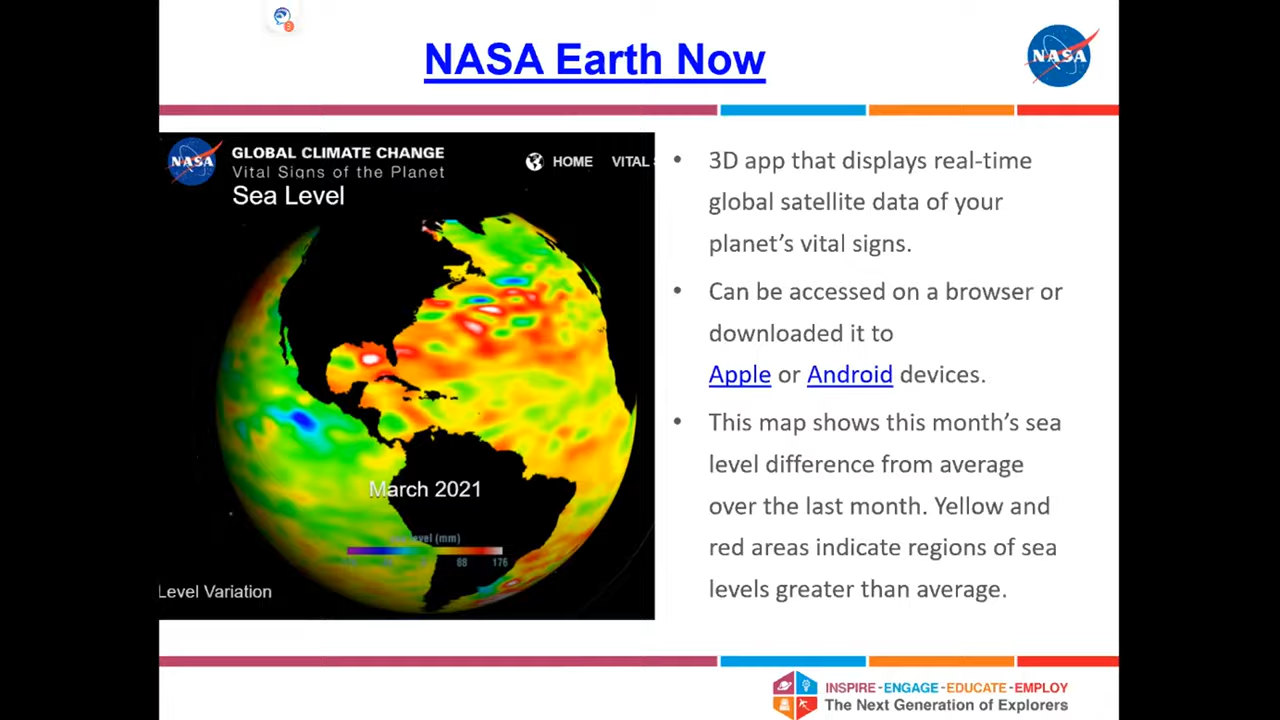 NASA Earth Now
NASA
NASA
GLOBAL CLIMATE CHANGE
Vital Signs of the Planet
HOME VITAL
Sea Level
March 2021
(mm)
88 176
Level Variation
• 3D app that displays real-time
global satellite data of your
planet’s vital signs.
• Can be accessed on a browser or
downloaded it to
Apple or Android devices.
• This map shows this month’s sea
level difference from average
over the last month. Yellow and
red areas indicate regions of sea
levels greater than average.
INSPIRE - ENGAGE - EDUCATE - EMPLOY
The Next Generation of Explorers